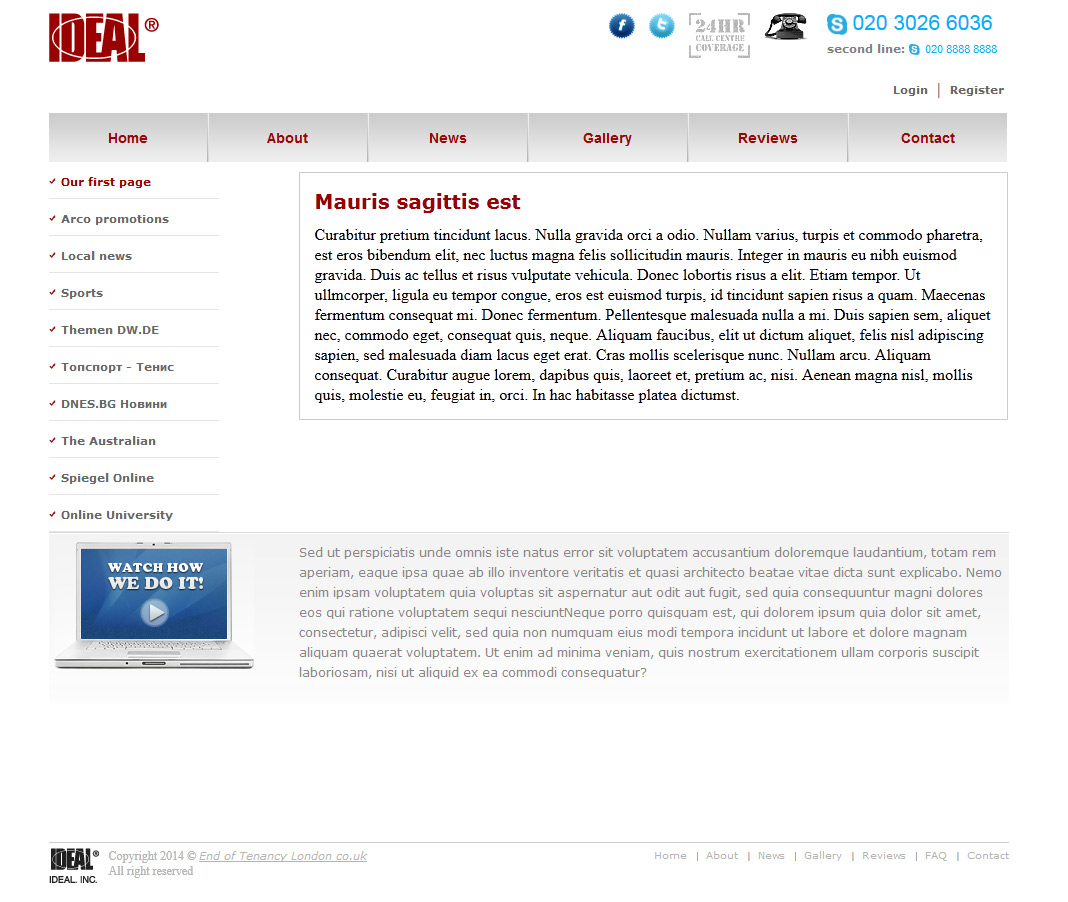 IDEAL®
f
t
24HR
CALL CENTRE
COVERAGE
020 3026 6036
second line: 020 8888 8888
Login | Register
Home About News Gallery Reviews Contact
Our first page
Arco promotions
Local news
Sports
Themen DW.DE
Топспорт - Тенис
DNES.BG Новини
The Australian
Spiegel Online
Online University
Mauris sagittis est
Curabitur pretium tincidunt lacus. Nulla gravida orci a odio. Nullam varius, turpis et commodo pharetra,
est eros bibendum elit, nec luctus magna felis sollicitudin mauris. Integer in mauris eu nibh euismod
gravida. Duis ac tellus et risus vulputate vehicula. Donec lobortis risus a elit. Etiam tempor. Ut
ullmcorper, ligula eu tempor congue, eros est euismod turpis, id tincidunt sapien risus a quam. Maecenas
fermentum consequat mi. Donec fermentum. Pellentesque malesuada nulla a mi. Duis sapien sem, aliquet
nec, commodo eget, consequat quis, neque. Aliquam faucibus, elit ut dictum aliquet, felis nisl adipiscing
sapien, sed malesuada diam lacus eget erat. Cras mollis scelerisque nunc. Nullam arcu. Aliquam
consequat. Curabitur augue lorem, dapibus quis, laoreet et, pretium ac, nisi. Aenean magna nisl, mollis
quis, molestie eu, feugiat in, orci. In hac habitasse platea dictumst.
WATCH HOW
WE DO IT!
Sed ut perspiciatis unde omnis iste natus error sit voluptatem accusantium doloremque laudantium, totam rem
aperiam, eaque ipsa quae ab illo inventore veritatis et quasi architecto beatae vitae dicta sunt explicabo. Nemo
enim ipsam voluptatem quia voluptas sit aspernatur aut odit aut fugit, sed quia consequuntur magni dolores
eos qui ratione voluptatem sequi nesciuntNeque porro quisquam est, qui dolorem ipsum quia dolor sit amet,
consectetur, adipisci velit, sed quia non numquam eius modi tempora incidunt ut labore et dolore magnam
aliquam quaerat voluptatem. Ut enim ad minima veniam, quis nostrum exercitationem ullam corporis suscipit
laboriosam, nisi ut aliquid ex ea commodi consequatur?
IDEAL®
IDEAL. INC.
Copyright 2014 © End of Tenancy London co.uk
All right reserved
Home | About | News | Gallery | Reviews | FAQ | Contact